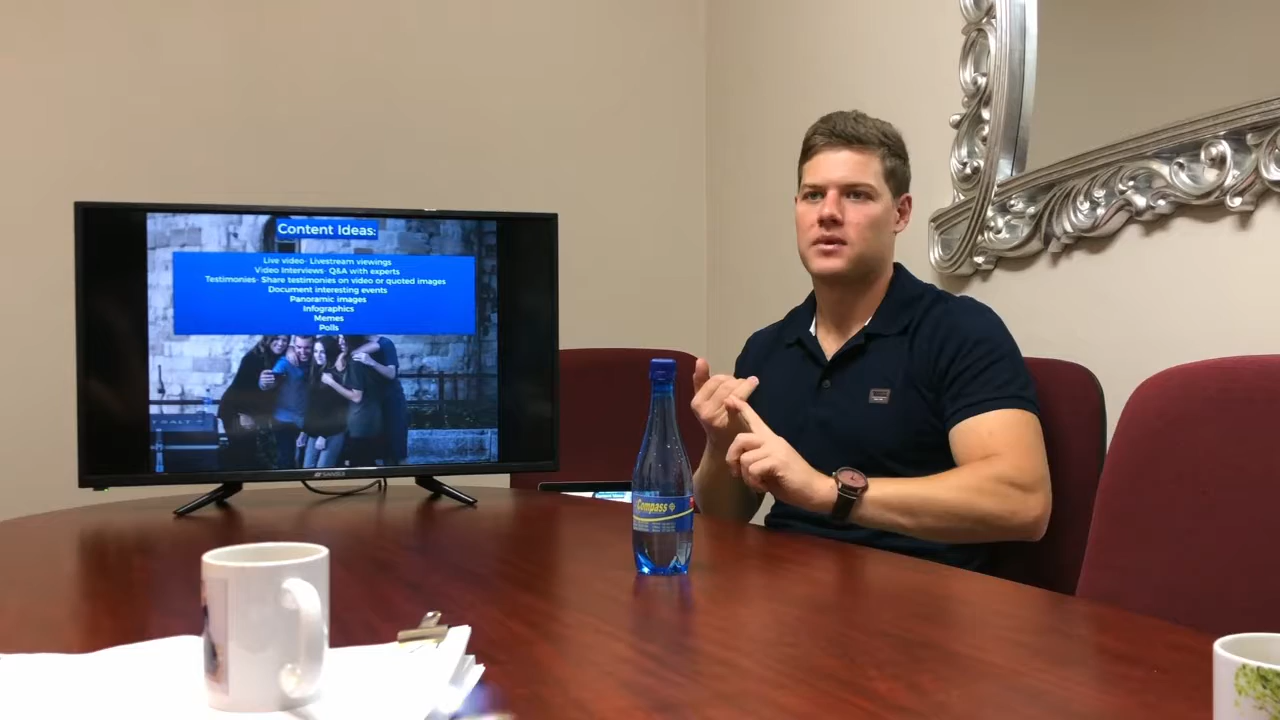 Content Ideas:
Live video- Livestream viewings
Video Interviews- Q&A with experts
Testimonies- Share testimonies on video or quoted images
Document interesting events
Panoramic images
Infographics
Memes
Polls
SANSUI
Compass